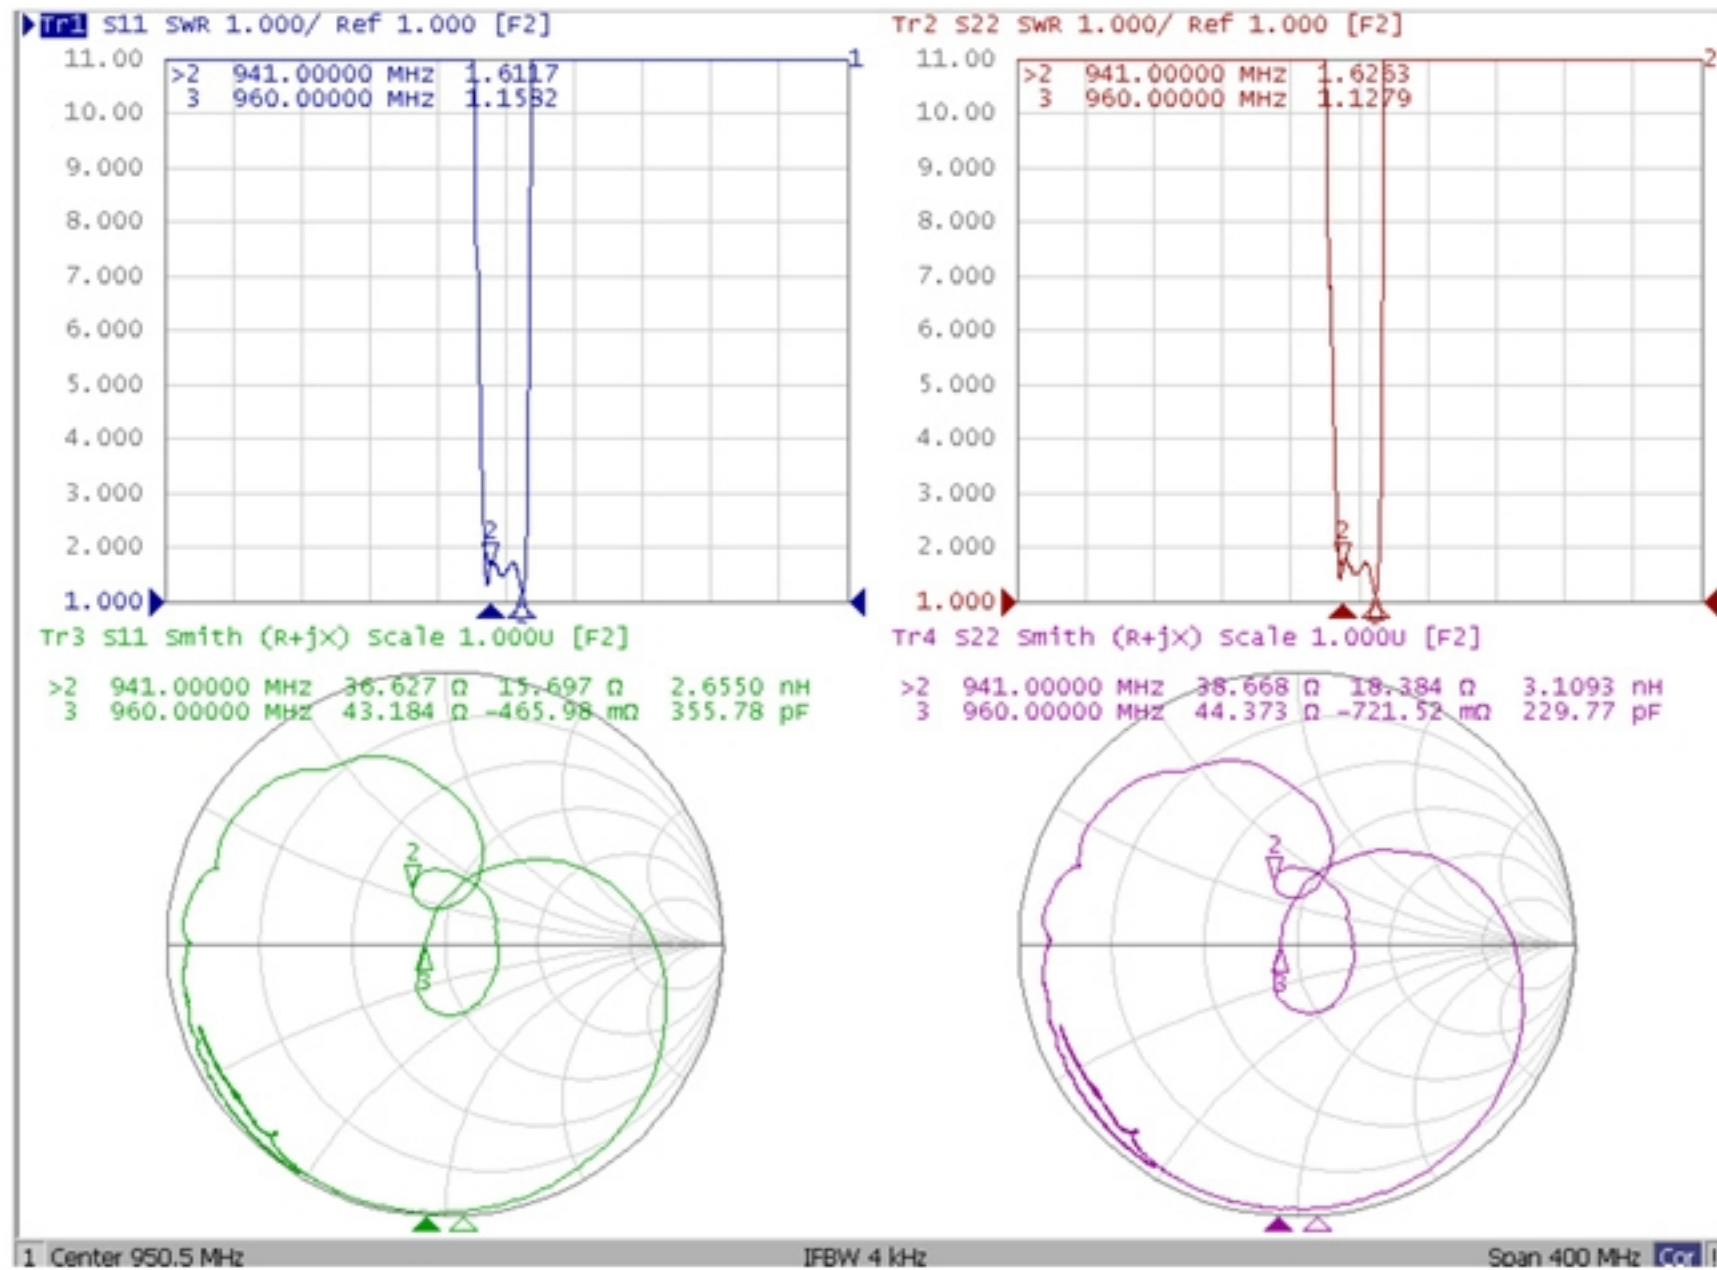 Tr1 S11 SWR 1.000/ Ref 1.000 [F2]
11.00
>2 941.00000 MHz 1.6117
3 960.00000 MHz 1.1582
1
10.00
9.000
8.000
7.000
6.000
5.000
4.000
3.000
2.000
1.000
2
Tr2 S22 SWR 1.000/ Ref 1.000 [F2]
11.00
>2 941.00000 MHz 1.6263
3 960.00000 MHz 1.1279
2
10.00
9.000
8.000
7.000
6.000
5.000
4.000
3.000
2.000
1.000
2
Tr3 S11 Smith (R+jX) Scale 1.000U [F2]
>2 941.00000 MHz 36.627 Ω 15.697 Ω 2.6550 nH
3 960.00000 MHz 43.184 Ω -465.98 mΩ 355.78 pF
2
3
Tr4 S22 Smith (R+jX) Scale 1.000U [F2]
>2 941.00000 MHz 38.668 Ω 18.384 Ω 3.1093 nH
3 960.00000 MHz 44.373 Ω -721.52 mΩ 229.77 pF
2
3
1 Center 950.5 MHz IFBW 4 kHz Span 400 MHz Cor